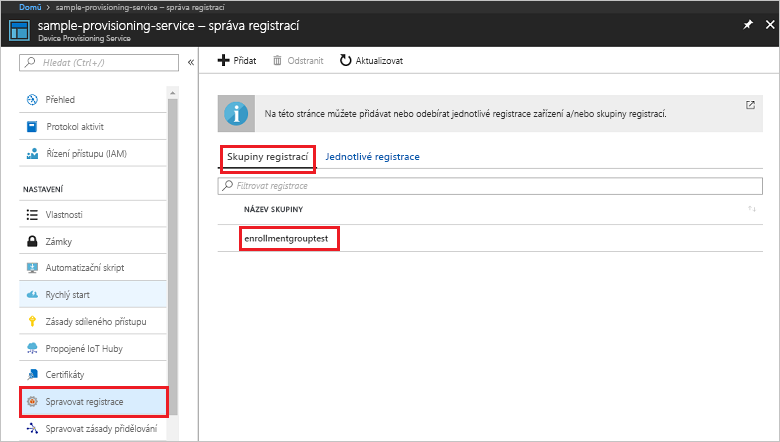 Domů > sample-provisioning-service – správa registrací
sample-provisioning-service – správa registrací
Device Provisioning Service
Hledat (Ctrl+/)
Přehled
Protokol aktivit
Řízení přístupu (IAM)
NASTAVENÍ
Vlastnosti
Zámky
Automatizační skript
Rychlý start
Zásady sdíleného přístupu
Propojené IoT Huby
Certifikáty
Spravovat registrace
Spravovat zásady přidělování
Přidat Odstranit Aktualizovat
Na této stránce můžete přidávat nebo odebírat jednotlivé registrace zařízení a/nebo skupiny registrací.
Skupiny registrací Jednotlivé registrace
Filtrovat registrace
NÁZEV SKUPINY
enrollmentgrouptest